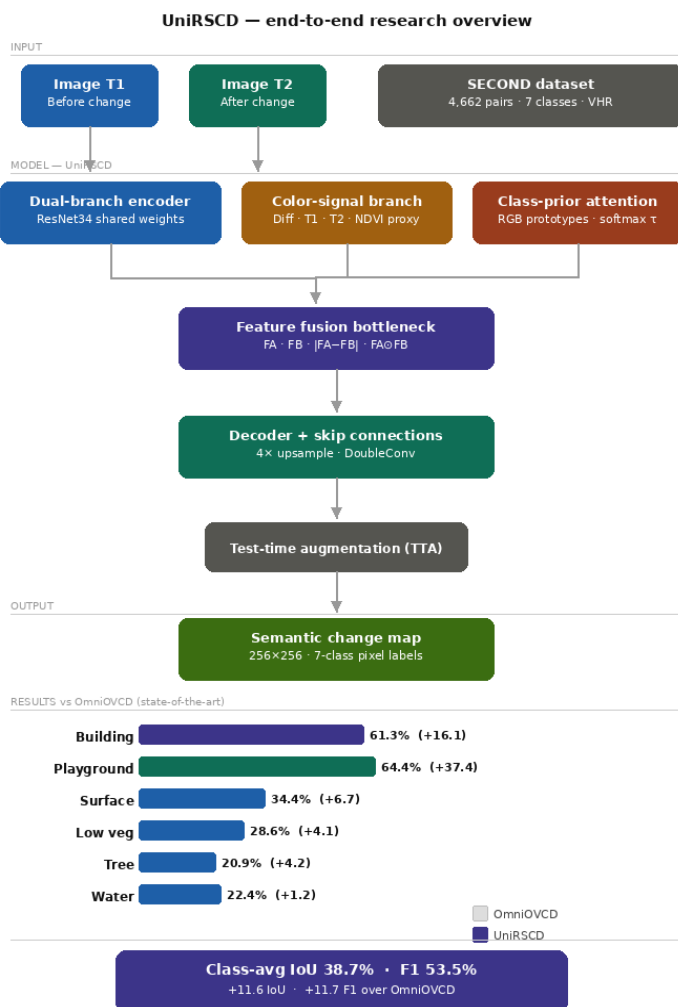 UniRSCD — end-to-end research overview
INPUT
Image T1
Before change
Image T2
After change
SECOND dataset
4,662 pairs · 7 classes · VHR
MODEL — UniRSCD
Dual-branch encoder
ResNet34 shared weights
Color-signal branch
Diff · T1 · T2 · NDVI proxy
Class-prior attention
RGB prototypes · softmax τ
Feature fusion bottleneck
FA · FB · |FA−FB| · FA⊙FB
Decoder + skip connections
4× upsample · DoubleConv
Test-time augmentation (TTA)
OUTPUT
Semantic change map
256×256 · 7-class pixel labels
RESULTS vs OmniOVCD (state-of-the-art)
Building 61.3% (+16.1)
Playground 64.4% (+37.4)
Surface 34.4% (+6.7)
Low veg 28.6% (+4.1)
Tree 20.9% (+4.2)
Water 22.4% (+1.2)
OmniOVCD
UniRSCD
Class-avg IoU 38.7% · F1 53.5%
+11.6 IoU · +11.7 F1 over OmniOVCD